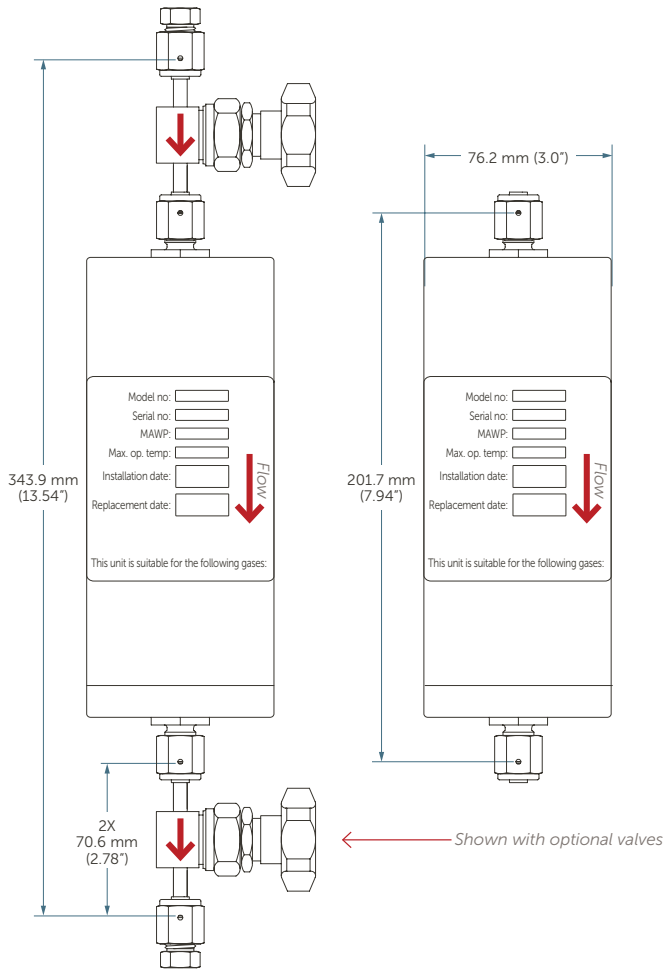 76.2 mm (3.0”)
343.9 mm
(13.54”)
Model no:
Serial no:
MAWP:
Max. op. temp:
Installation date:
Replacement date:
Flow
This unit is suitable for the following gases:
2X
70.6 mm
(2.78”)
201.7 mm
(7.94”)
Model no:
Serial no:
MAWP:
Max. op. temp:
Installation date:
Replacement date:
Flow
This unit is suitable for the following gases:
Shown with optional valves